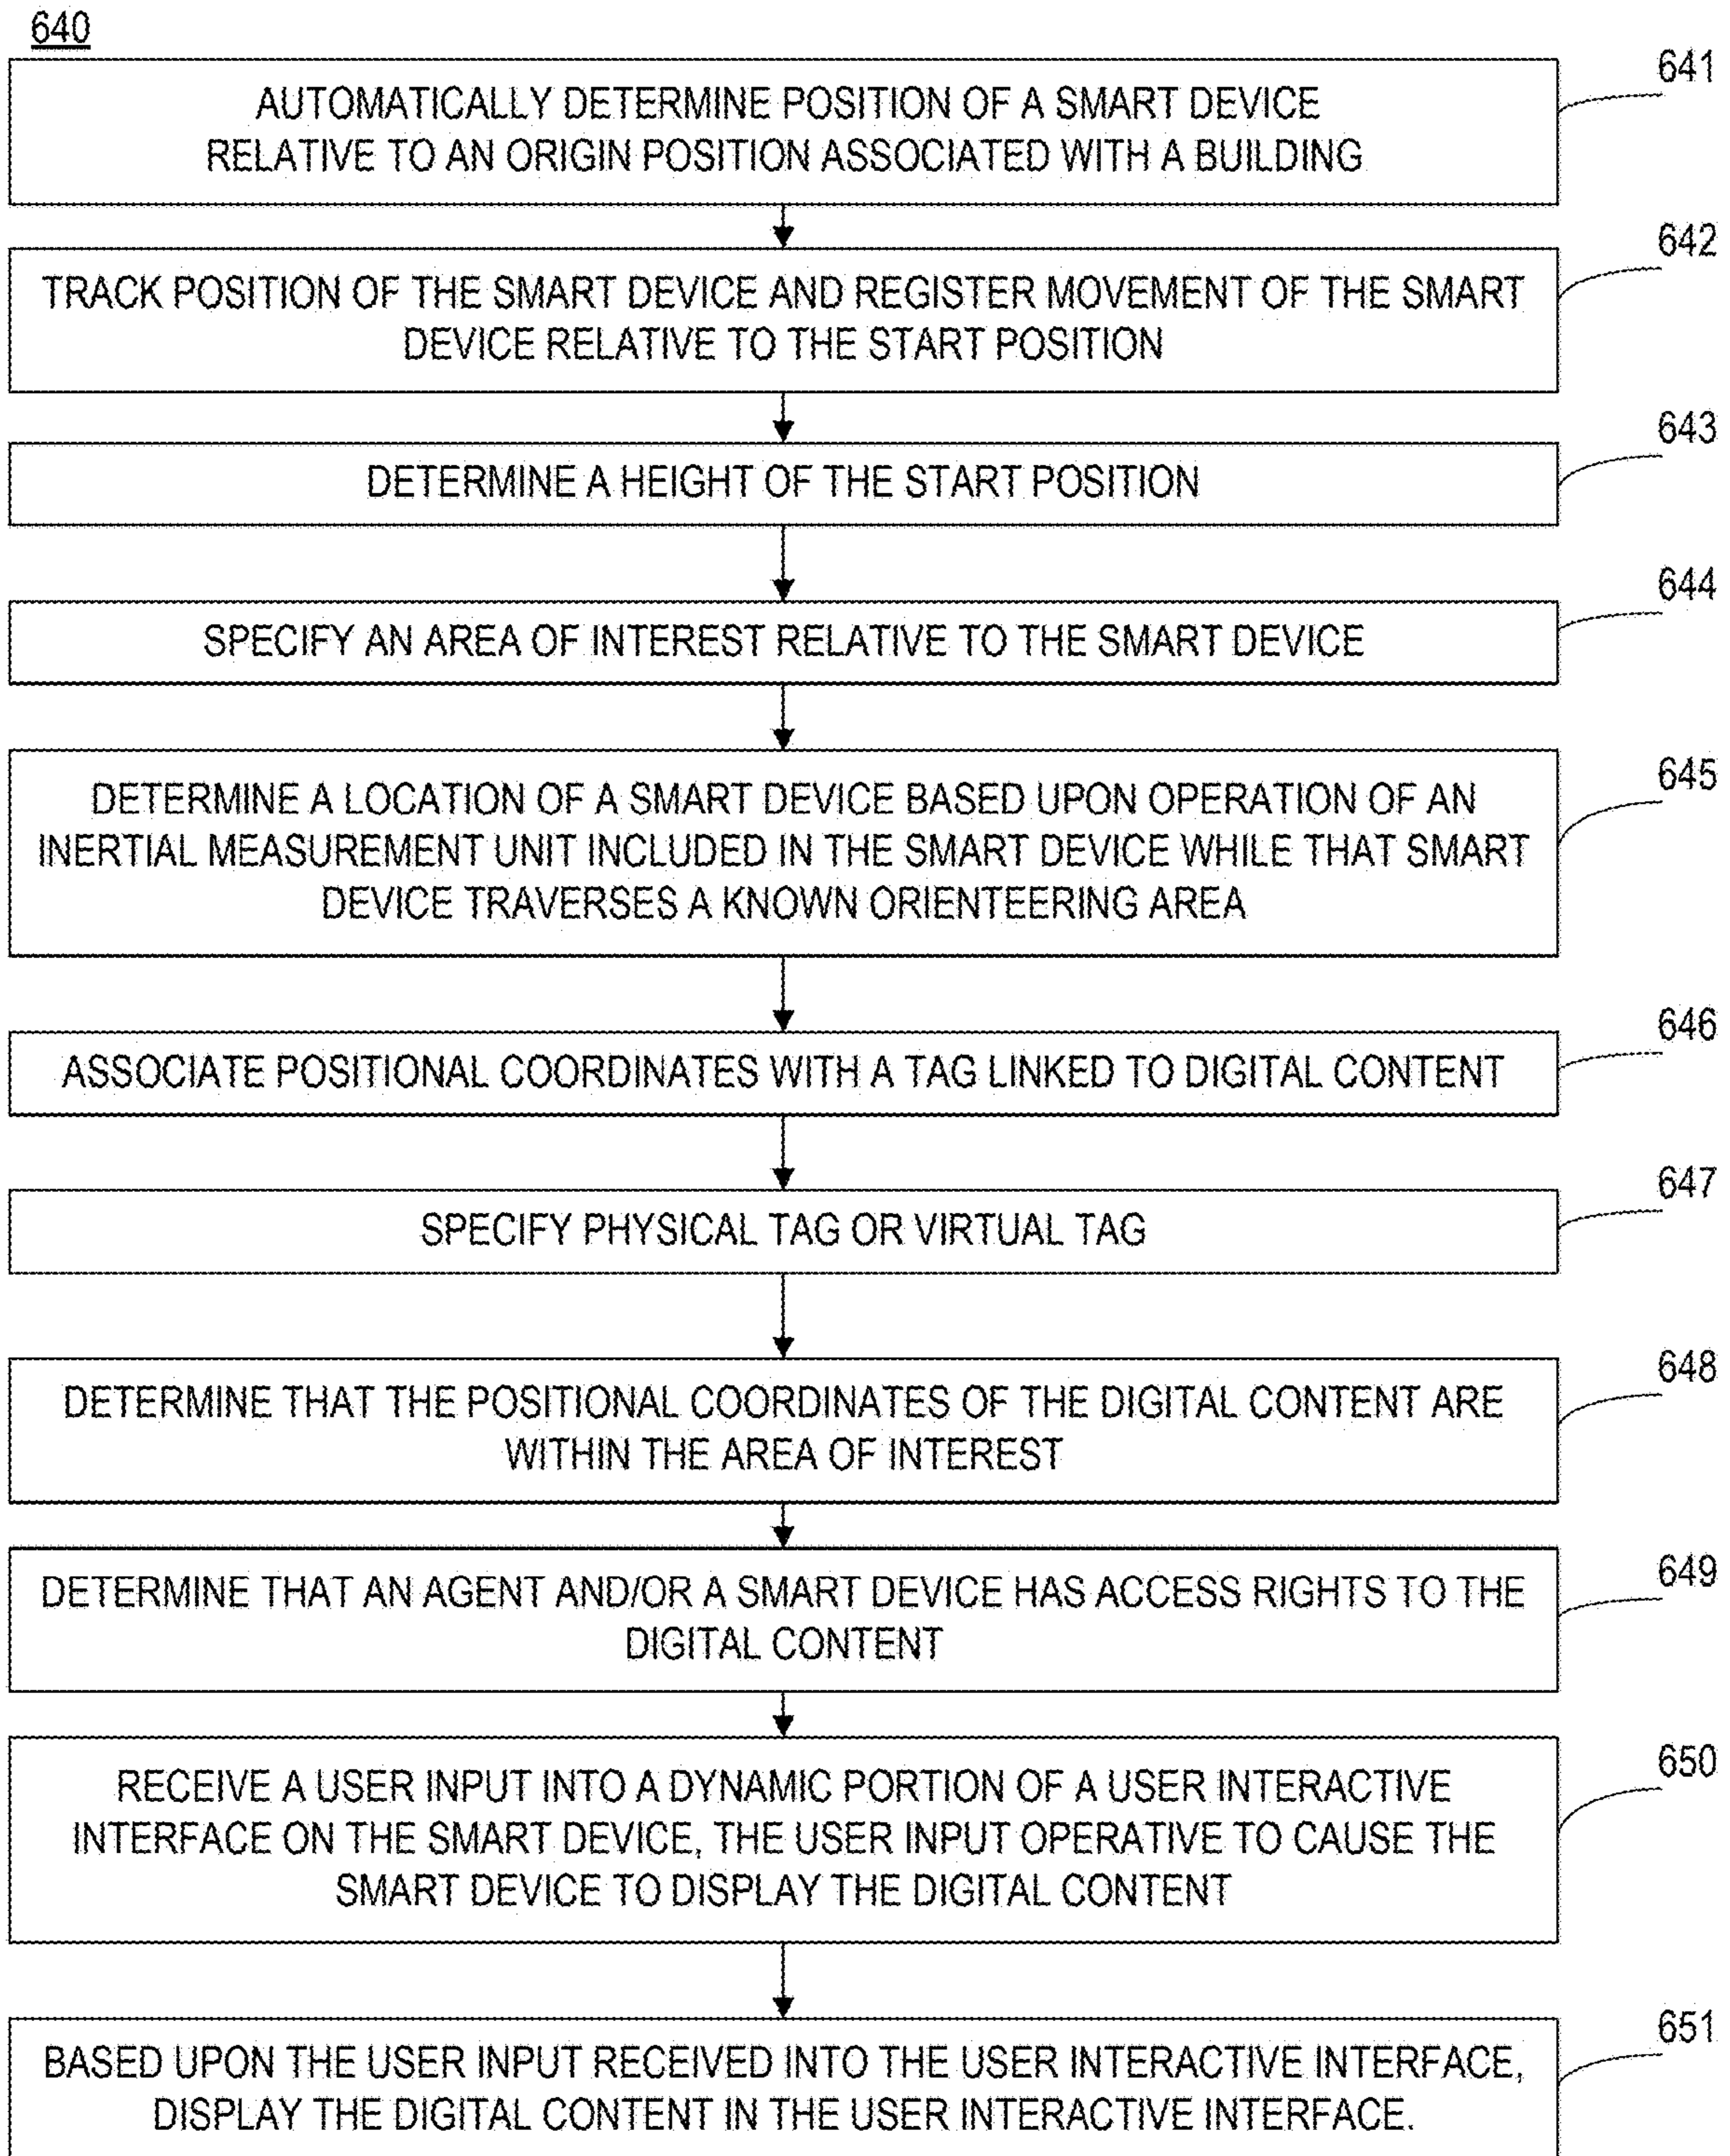 640
641
AUTOMATICALLY DETERMINE POSITION OF A SMART DEVICE
RELATIVE TO AN ORIGIN POSITION ASSOCIATED WITH A BUILDING
642
TRACK POSITION OF THE SMART DEVICE AND REGISTER MOVEMENT OF THE SMART
DEVICE RELATIVE TO THE START POSITION
643
DETERMINE A HEIGHT OF THE START POSITION
644
SPECIFY AN AREA OF INTEREST RELATIVE TO THE SMART DEVICE
645
DETERMINE A LOCATION OF A SMART DEVICE BASED UPON OPERATION OF AN
INERTIAL MEASUREMENT UNIT INCLUDED IN THE SMART DEVICE WHILE THAT SMART
DEVICE TRAVERSES A KNOWN ORIENTEERING AREA
646
ASSOCIATE POSITIONAL COORDINATES WITH A TAG LINKED TO DIGITAL CONTENT
647
SPECIFY PHYSICAL TAG OR VIRTUAL TAG
648
DETERMINE THAT THE POSITIONAL COORDINATES OF THE DIGITAL CONTENT ARE
WITHIN THE AREA OF INTEREST
649
DETERMINE THAT AN AGENT AND/OR A SMART DEVICE HAS ACCESS RIGHTS TO THE
DIGITAL CONTENT
650
RECEIVE A USER INPUT INTO A DYNAMIC PORTION OF A USER INTERACTIVE
INTERFACE ON THE SMART DEVICE, THE USER INPUT OPERATIVE TO CAUSE THE
SMART DEVICE TO DISPLAY THE DIGITAL CONTENT
651
BASED UPON THE USER INPUT RECEIVED INTO THE USER INTERACTIVE INTERFACE,
DISPLAY THE DIGITAL CONTENT IN THE USER INTERACTIVE INTERFACE.